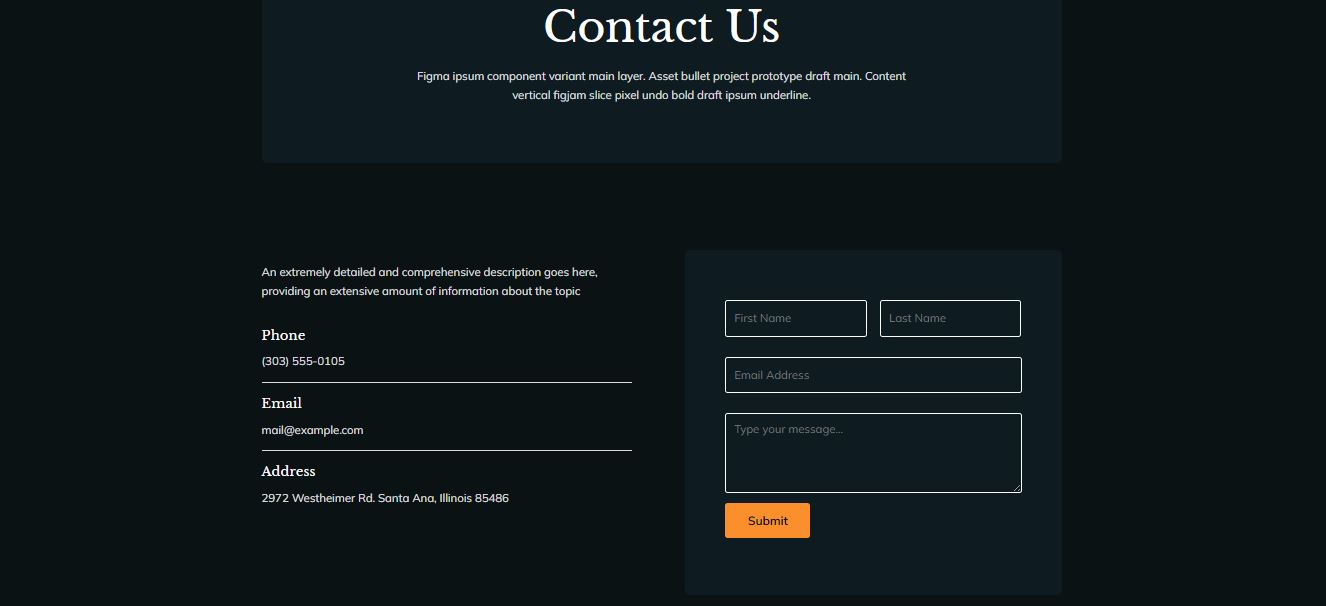 Contact Us
Figma ipsum component variant main layer. Asset bullet project prototype draft main. Content
vertical figjam slice pixel undo bold draft ipsum underline.
An extremely detailed and comprehensive description goes here,
providing an extensive amount of information about the topic
Phone
(303) 555-0105
Email
mail@example.com
Address
2972 Westheimer Rd. Santa Ana, Illinois 85486
First Name
Last Name
Email Address
Type your message...
Submit